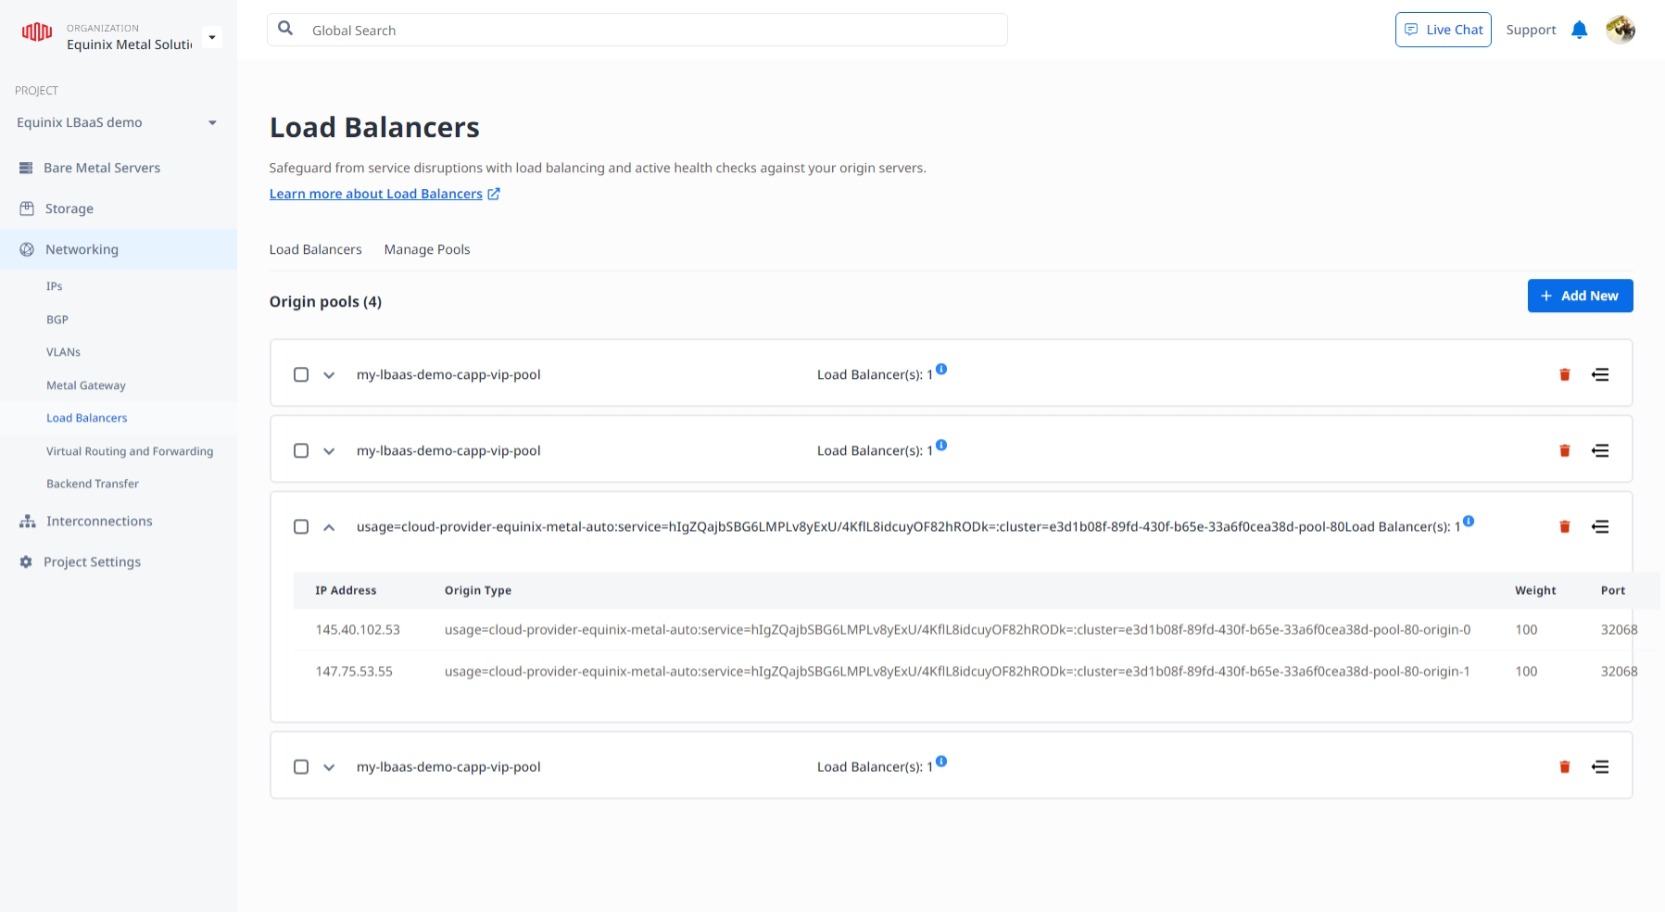 ORGANIZATION
Equinix Metal Soluti
Global Search
Live Chat
Support
PROJECT
Equinix LBaaS demo
Bare Metal Servers
Storage
Networking
IPs
BGP
VLANs
Metal Gateway
Load Balancers
Virtual Routing and Forwarding
Backend Transfer
Interconnections
Project Settings
Load Balancers
Safeguard from service disruptions with load balancing and active health checks against your origin servers.
Learn more about Load Balancers
Load Balancers Manage Pools
Origin pools (4)
+ Add New
my-lbaas-demo-capp-vip-pool Load Balancer(s): 1
my-lbaas-demo-capp-vip-pool Load Balancer(s): 1
usage=cloud-provider-equinix-metal-auto:service=hIgZQajbSBG6LMPLv8yExU/4KflL8idcuyOF82hRODk=:cluster=e3d1b08f-89fd-430f-b65e-33a6f0cea38d-pool-80Load Balancer(s): 1
IP Address Origin Type Weight Port
145.40.102.53 usage=cloud-provider-equinix-metal-auto:service=hIgZQajbSBG6LMPLv8yExU/4KflL8idcuyOF82hRODk=:cluster=e3d1b08f-89fd-430f-b65e-33a6f0cea38d-pool-80-origin-0 100 32068
147.75.53.55 usage=cloud-provider-equinix-metal-auto:service=hIgZQajbSBG6LMPLv8yExU/4KflL8idcuyOF82hRODk=:cluster=e3d1b08f-89fd-430f-b65e-33a6f0cea38d-pool-80-origin-1 100 32068
my-lbaas-demo-capp-vip-pool Load Balancer(s): 1